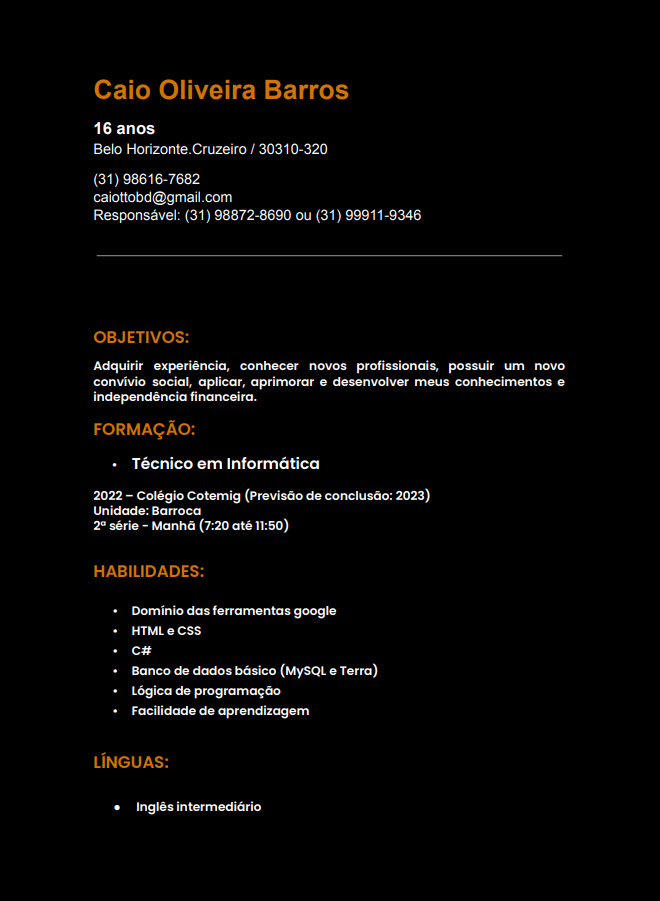 Caio Oliveira Barros
16 anos
Belo Horizonte.Cruzeiro / 30310-320
(31) 98616-7682
caiottobd@gmail.com
Responsável: (31) 98872-8690 ou (31) 99911-9346
OBJETIVOS:
Adquirir experiência, conhecer novos profissionais, possuir um novo
convívio social, aplicar, aprimorar e desenvolver meus conhecimentos e
independência financeira.
FORMAÇÃO:
• Técnico em Informática
2022 – Colégio Cotemig (Previsão de conclusão: 2023)
Unidade: Barroca
2ª série - Manhã (7:20 até 11:50)
HABILIDADES:
• Domínio das ferramentas google
• HTML e CSS
• C#
• Banco de dados básico (MySQL e Terra)
• Lógica de programação
• Facilidade de aprendizagem
LÍNGUAS:
● Inglês intermediário